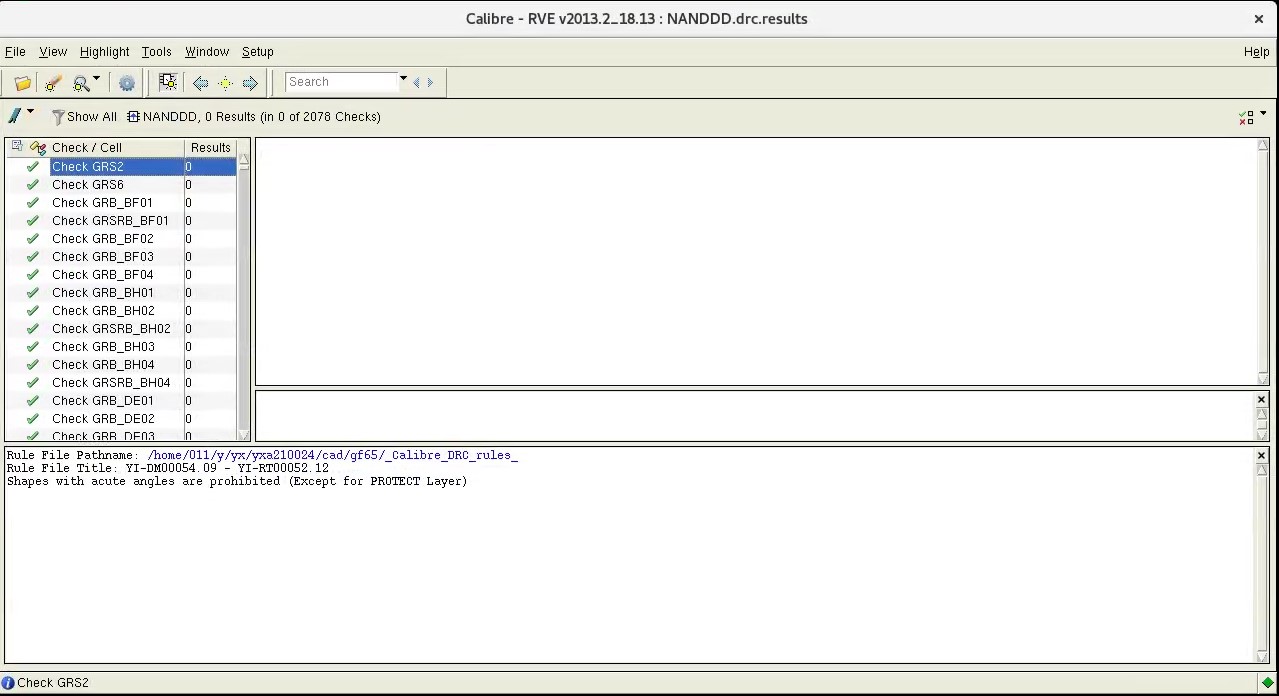 Calibre - RVE v2013.2_18.13 : NANDDD.drc.results
File View Highlight Tools Window Setup Help
Search
Show All NANDDD, 0 Results (in 0 of 2078 Checks)
Check / Cell Results
Check GRS2 0
Check GRS6 0
Check GRB_BF01 0
Check GRSRB_BF01 0
Check GRB_BF02 0
Check GRB_BF03 0
Check GRB_BF04 0
Check GRB_BH01 0
Check GRB_BH02 0
Check GRSRB_BH02 0
Check GRB_BH03 0
Check GRB_BH04 0
Check GRSRB_BH04 0
Check GRB_DE01 0
Check GRB_DE02 0
Check GRB_DE03 0
Rule File Pathname: /home/011/y/yx/yxa210024/cad/gf65/_Calibre_DRC_rules_
Rule File Title: YI-DM00054.09 - YI-RT00052.12
Shapes with acute angles are prohibited (Except for PROTECT Layer)
Check GRS2